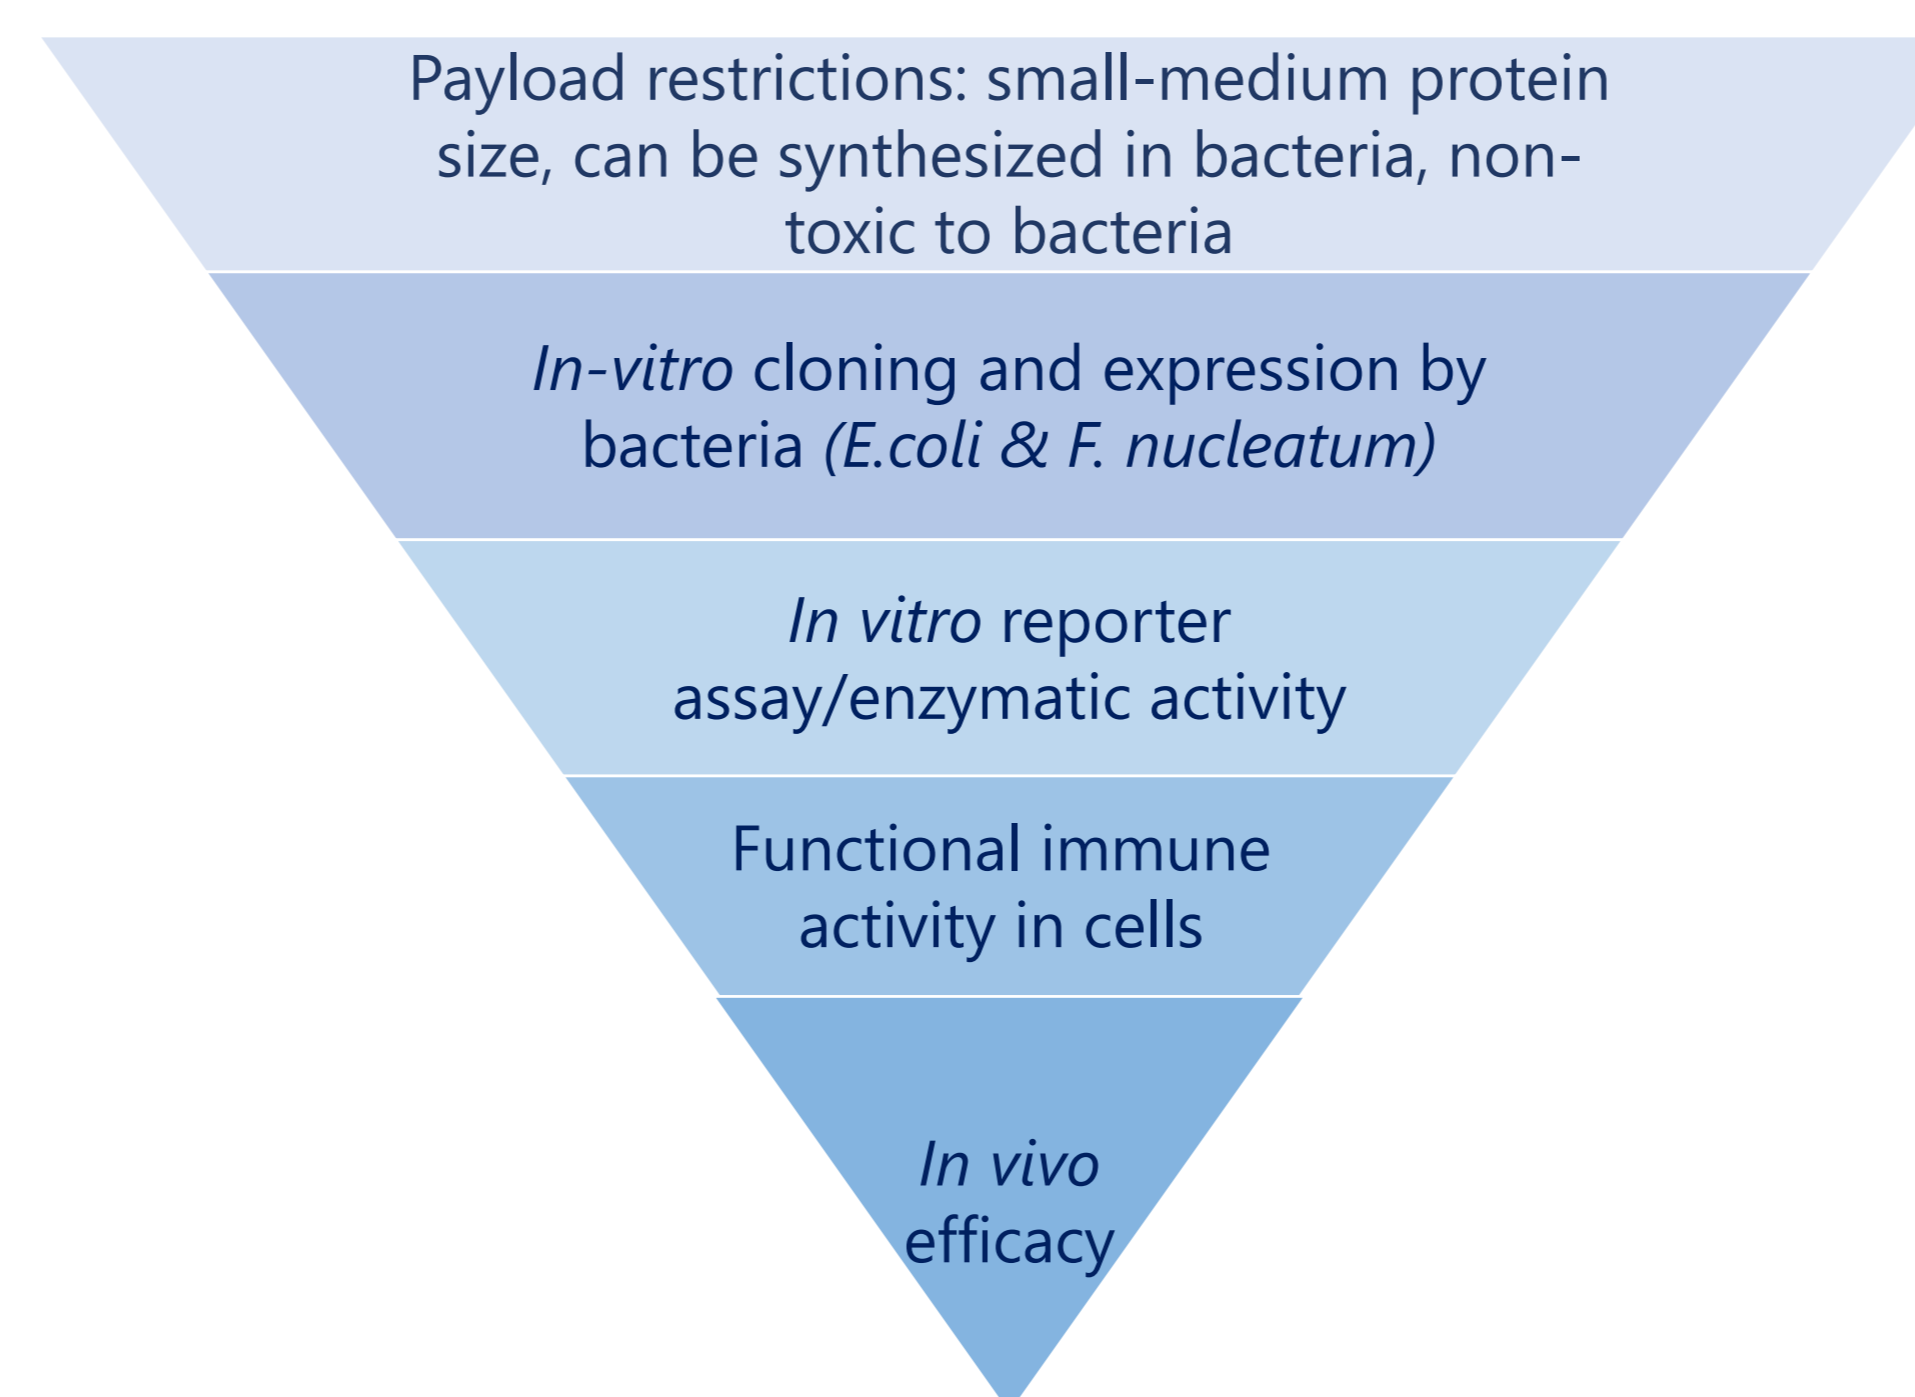 Payload restrictions: small-medium protein
size, can be synthesized in bacteria, non-
toxic to bacteria
In-vitro cloning and expression by
bacteria (E.coli & F. nucleatum)
In vitro reporter
assay/enzymatic activity
Functional immune
activity in cells
In vivo
efficacy